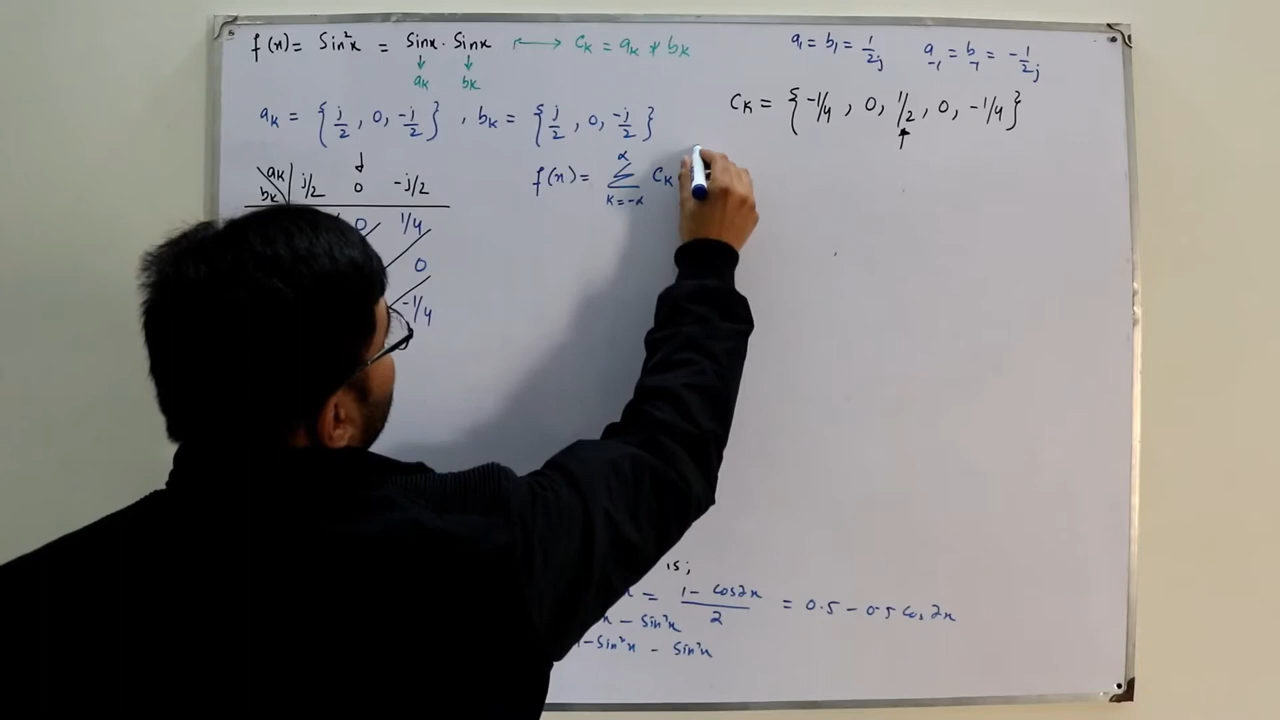 f(x) = Sin²x = Sinx . Sinx ⟷ Cₖ = aₖ * bₖ
aₖ bₖ
a₁ = b₁ = 1/2j a₋₁ = b₋₁ = -1/2j
Cₖ = { -1/4 , 0, 1/2 , 0, -1/4 }
↑
aₖ = { j/2 , 0, -j/2 } , bₖ = { j/2 , 0, -j/2 }
↓
aₖ j/2 0 -j/2
bₖ
0 1/4
0
-1/4
f(x) = ∑ Cₖ
k=-∝ ∝
is;
= 1 - cos2x / 2 = 0.5 - 0.5 Cos 2x
x - Sin²x
1 - Sin²x - Sin²x